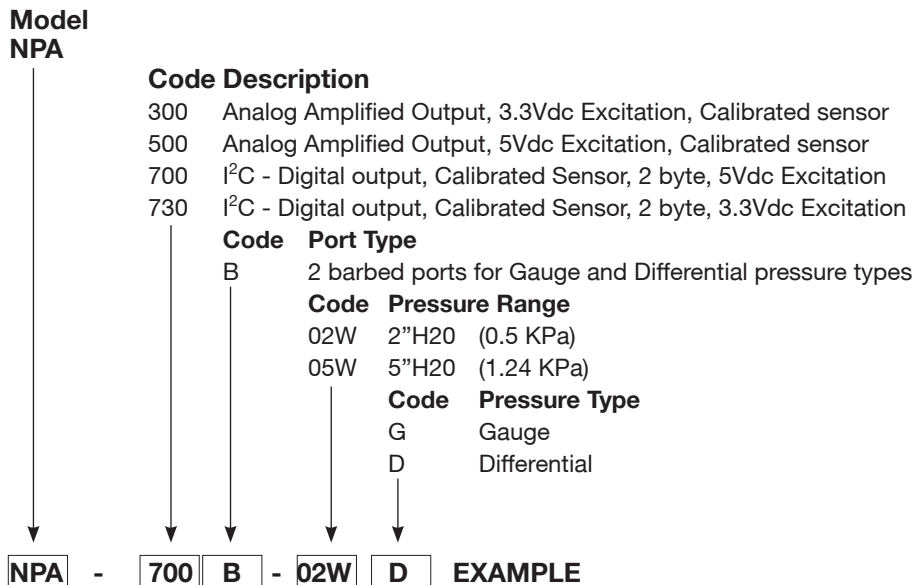 Model
NPA
Code Description
300 Analog Amplified Output, 3.3Vdc Excitation, Calibrated sensor
500 Analog Amplified Output, 5Vdc Excitation, Calibrated sensor
700 I²C - Digital output, Calibrated Sensor, 2 byte, 5Vdc Excitation
730 I²C - Digital output, Calibrated Sensor, 2 byte, 3.3Vdc Excitation
Code Port Type
B 2 barbed ports for Gauge and Differential pressure types
Code Pressure Range
02W 2”H20 (0.5 KPa)
05W 5”H20 (1.24 KPa)
Code Pressure Type
G Gauge
D Differential
NPA - 700 B - 02W D EXAMPLE